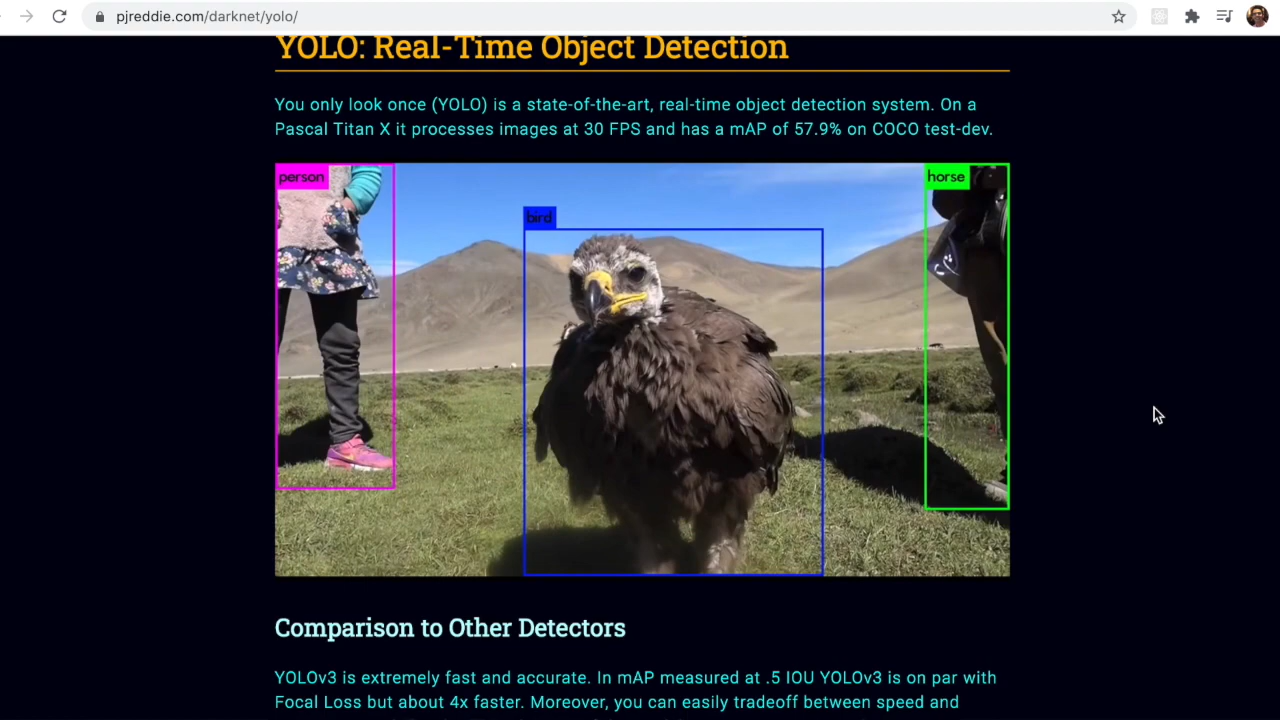 pjreddie.com/darknet/yolo/
YOLO: Real-Time Object Detection
You only look once (YOLO) is a state-of-the-art, real-time object detection system. On a
Pascal Titan X it processes images at 30 FPS and has a mAP of 57.9% on COCO test-dev.
person
horse
bird
Comparison to Other Detectors
YOLOv3 is extremely fast and accurate. In mAP measured at .5 IOU YOLOv3 is on par with
Focal Loss but about 4x faster. Moreover, you can easily tradeoff between speed and